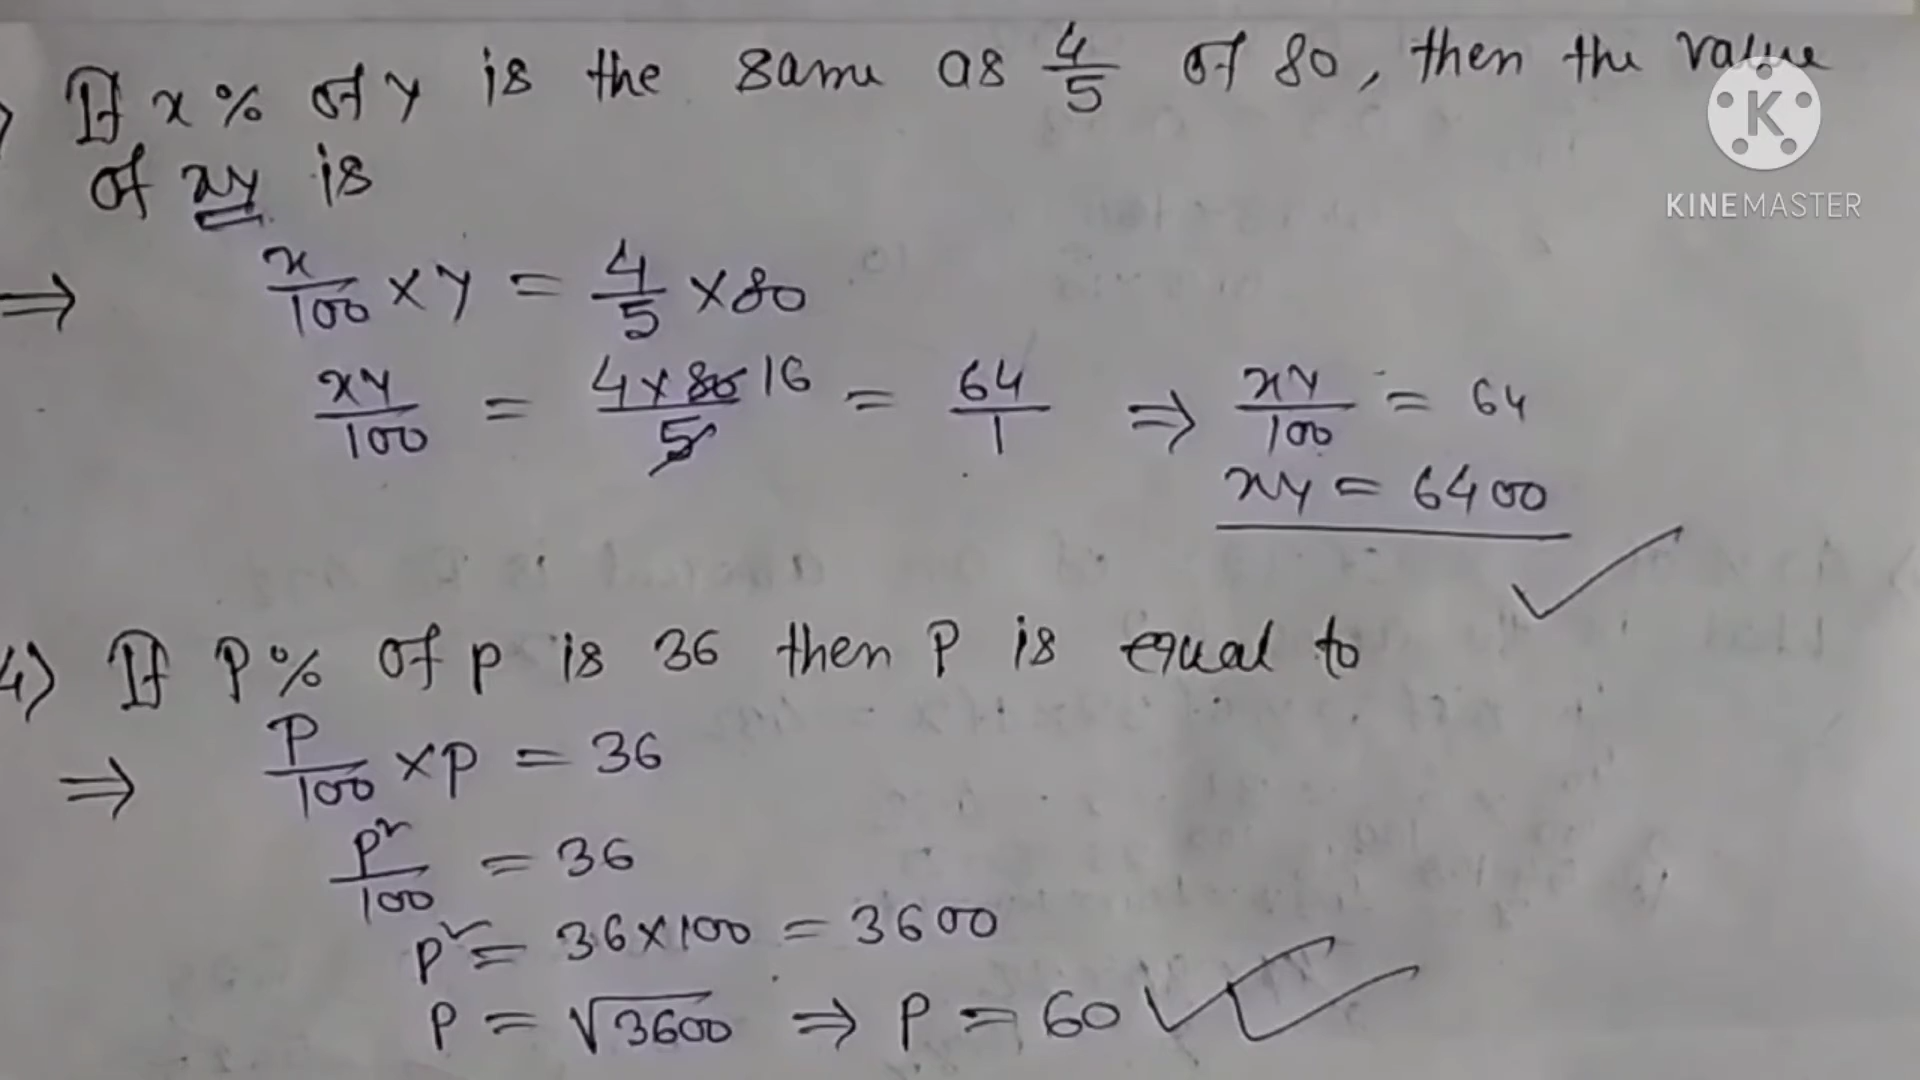 If x% of y is the same as 4/5 of 80, then the value
of xy is
⇒ x/100 × y = 4/5 × 80
xy/100 = 4×80/5 16 = 64/1 ⇒ xy/100 = 64
xy = 6400
4) If P% of p is 36 then P is equal to
⇒ P/100 × p = 36
p²/100 = 36
p² = 36×100 = 3600
p = √3600 ⇒ p = 60
K
KINEMASTER